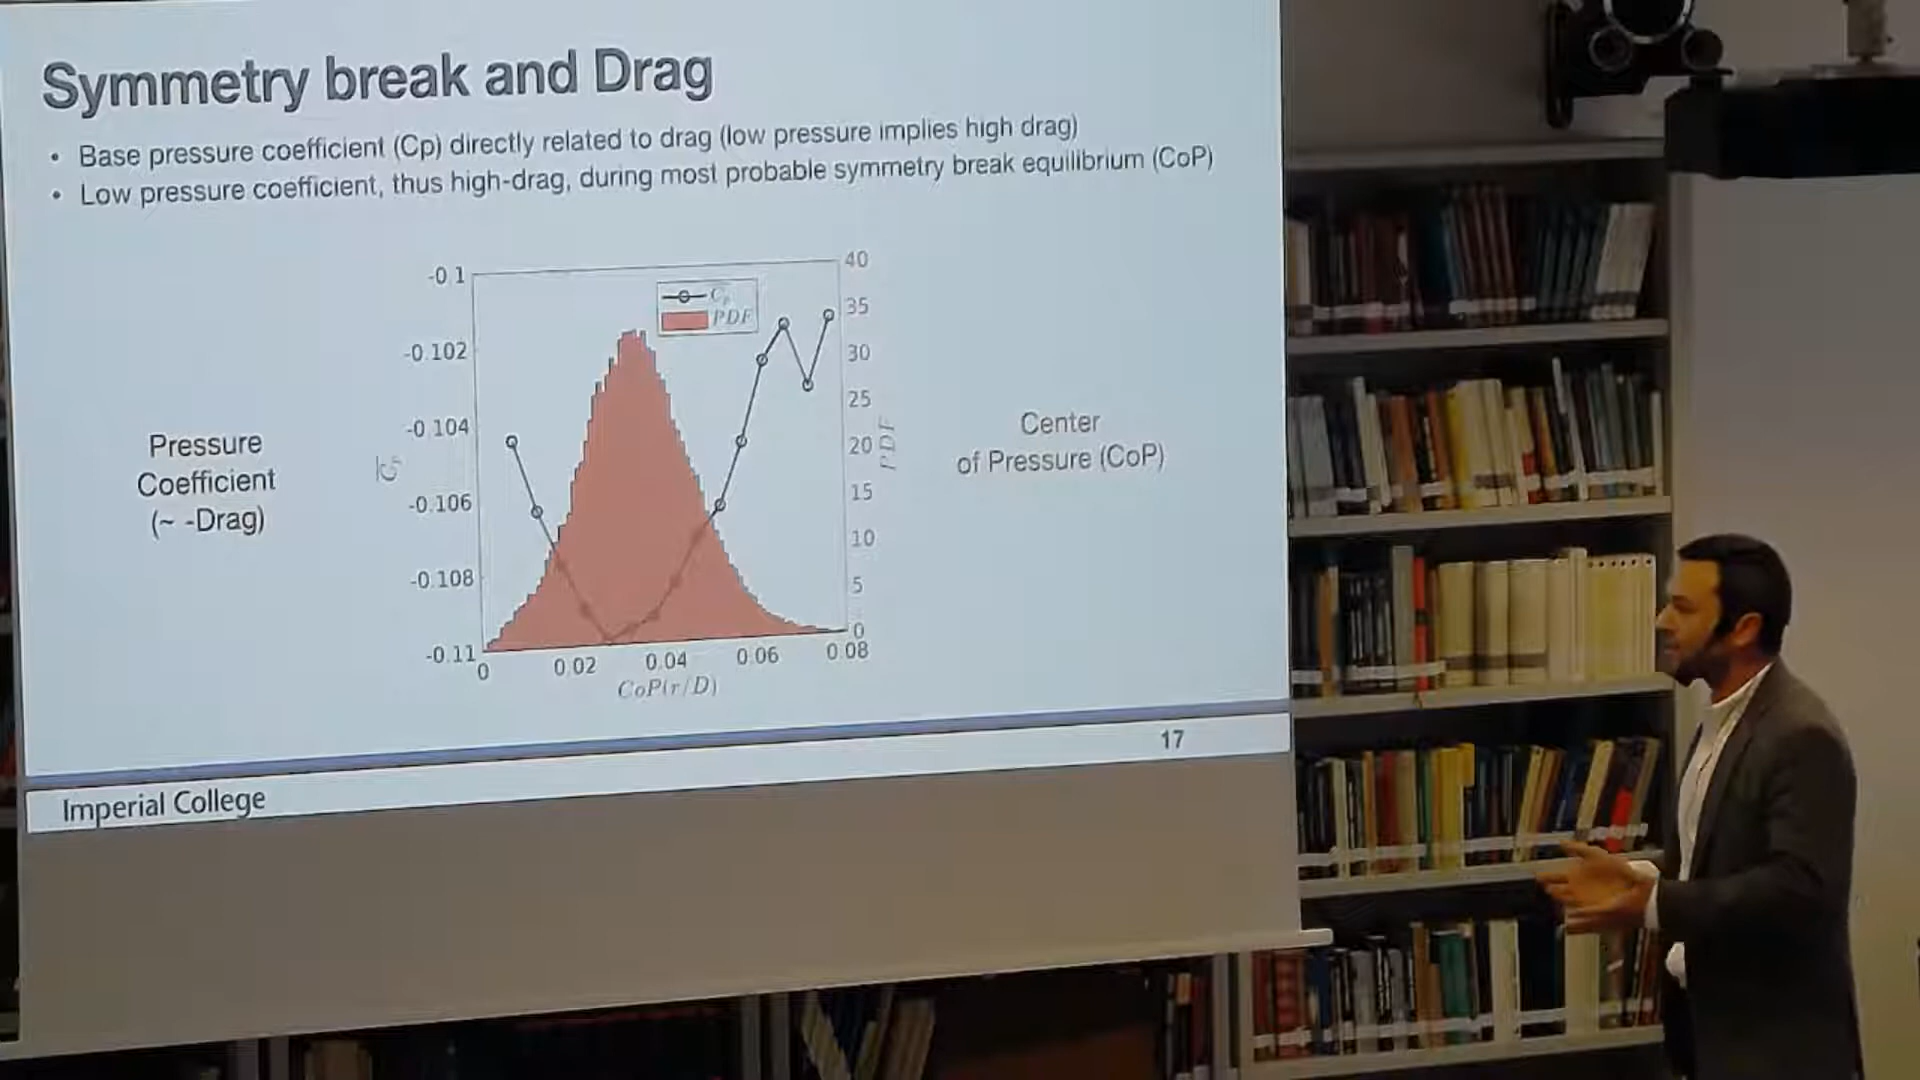 Symmetry break and Drag
• Base pressure coefficient (Cp) directly related to drag (low pressure implies high drag)
• Low pressure coefficient, thus high-drag, during most probable symmetry break equilibrium (CoP)
Pressure
Coefficient
(~ -Drag)
-0.1
-0.102
-0.104
-0.106
-0.108
-0.11
Cp
PDF
40
35
30
25
20
15
10
5
0
PDF
0
0.02
0.04
0.06
0.08
CoP(r/D)
Center
of Pressure (CoP)
17
Imperial College